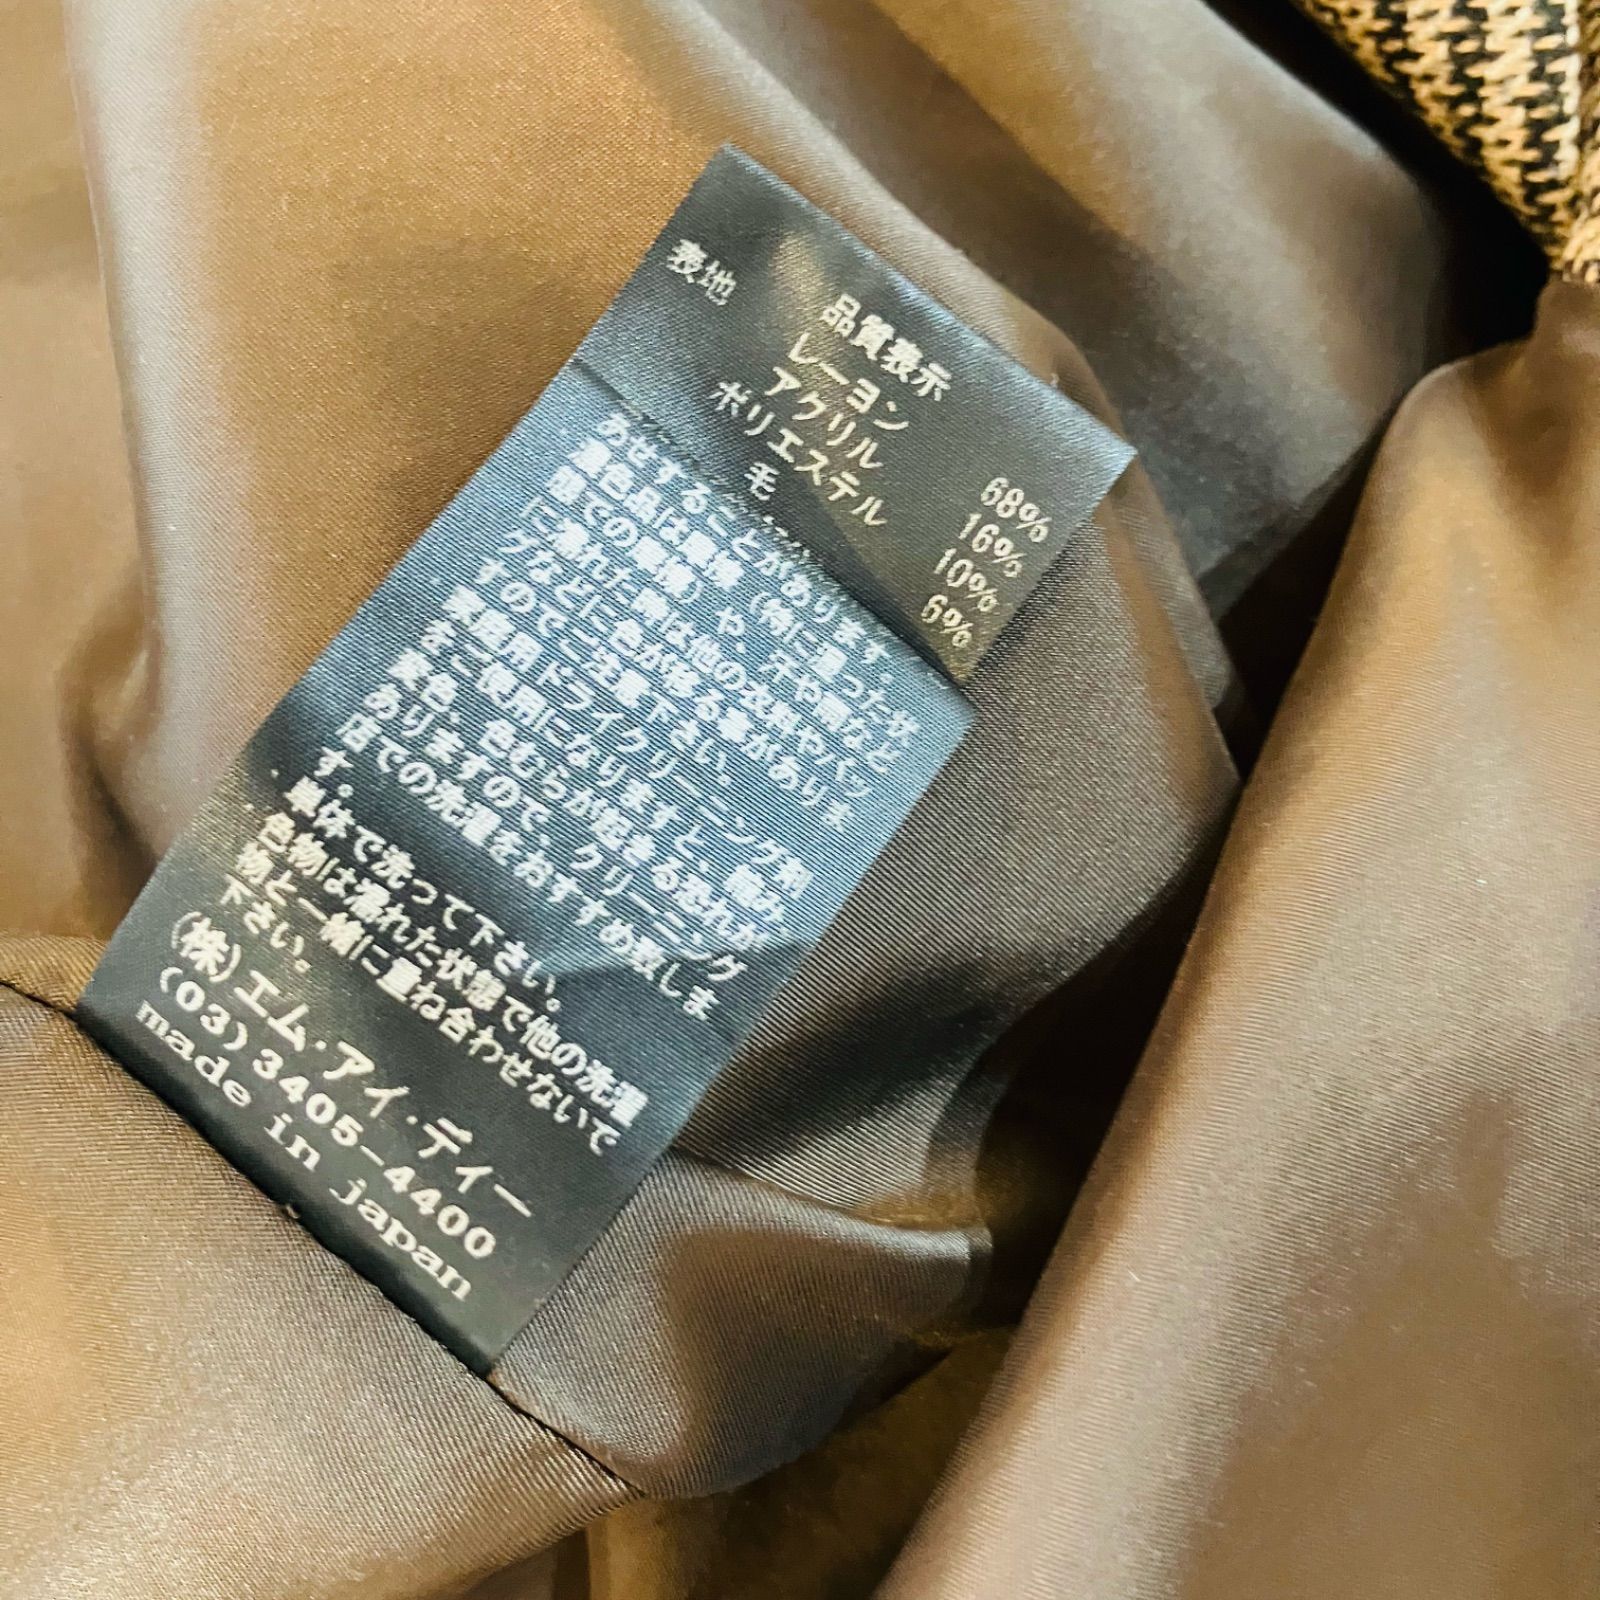 品質表示
表地 レーヨン 68%
アクリル 16%
ポリエステル 10%
毛 6%
あせすることがあります。
濃色品は摩擦(特に湿った状
態での摩擦)や、汗や雨など
に濡れた時は他の衣料やバッ
グなどに色が移る事がありま
すのでご注意下さい。
家庭用ドライクリーニング剤
をご使用になりますと、縮み
変色、色むらが起きる恐れが
ありますので、クリーニング
店での洗濯をおすすめ致しま
す。
単体で洗って下さい。
色物は濡れた状態で他の洗濯
物と一緒に重ね合わせないで
下さい。
(株)エム・アイ・ディー
(03)3405-4400
made in japan